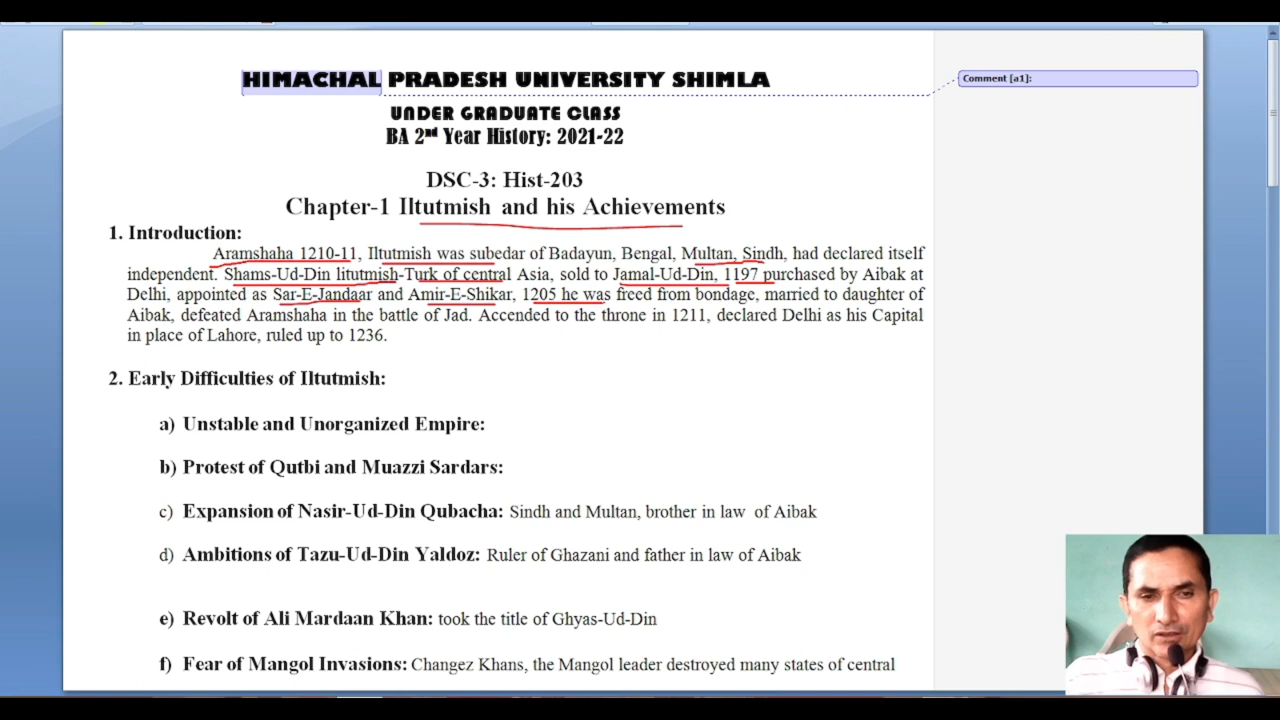 HIMACHAL PRADESH UNIVERSITY SHIMLA
Comment [a1]:
UNDER GRADUATE CLASS
BA 2nd Year History: 2021-22
DSC-3: Hist-203
Chapter-1 Iltutmish and his Achievements
1. Introduction:
Aramshaha 1210-11, Iltutmish was subedar of Badayun, Bengal, Multan, Sindh, had declared itself
independent. Shams-Ud-Din litutmish-Turk of central Asia, sold to Jamal-Ud-Din, 1197 purchased by Aibak at
Delhi, appointed as Sar-E-Jandaar and Amir-E-Shikar, 1205 he was freed from bondage, married to daughter of
Aibak, defeated Aramshaha in the battle of Jad. Accended to the throne in 1211, declared Delhi as his Capital
in place of Lahore, ruled up to 1236.
2. Early Difficulties of Iltutmish:
a) Unstable and Unorganized Empire:
b) Protest of Qutbi and Muazzi Sardars:
c) Expansion of Nasir-Ud-Din Qubacha: Sindh and Multan, brother in law of Aibak
d) Ambitions of Tazu-Ud-Din Yaldoz: Ruler of Ghazani and father in law of Aibak
e) Revolt of Ali Mardaan Khan: took the title of Ghyas-Ud-Din
f) Fear of Mangol Invasions: Changez Khans, the Mangol leader destroyed many states of central